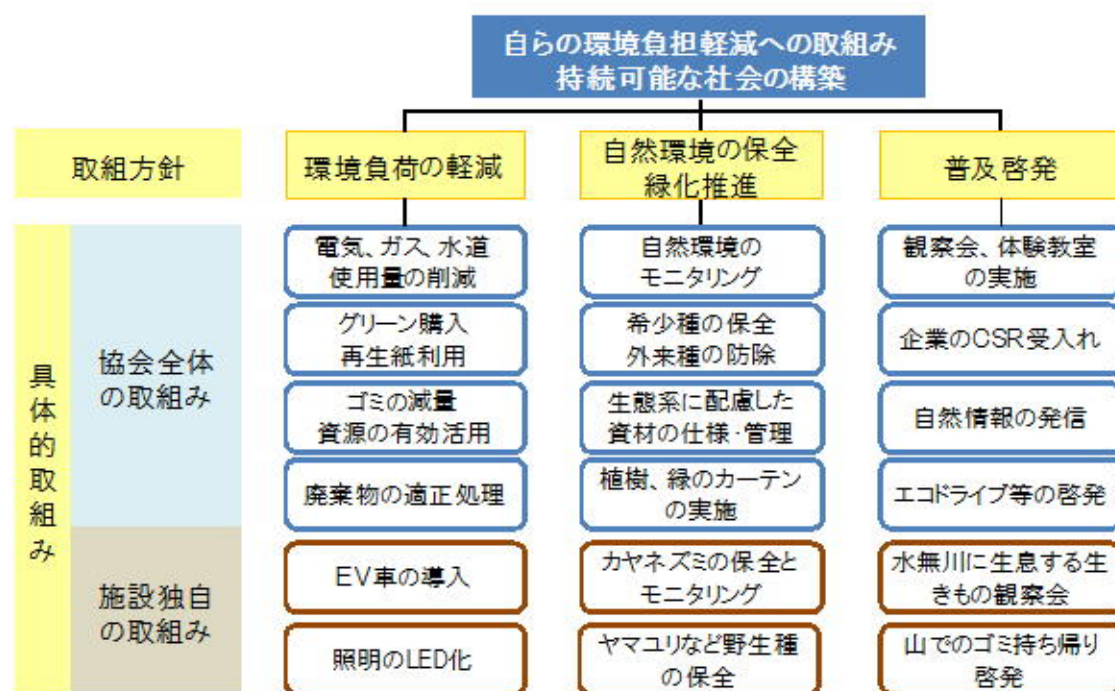 自らの環境負担軽減への取組み
持続可能な社会の構築
取組方針
環境負荷の軽減
自然環境の保全
緑化推進
普及啓発
具体的取組み
協会全体
の取組み
電気、ガス、水道
使用量の削減
自然環境の
モニタリング
観察会、体験教室
の実施
グリーン購入
再生紙利用
希少種の保全
外来種の防除
企業のCSR受入れ
ゴミの減量
資源の有効活用
生態系に配慮した
資材の仕様・管理
自然情報の発信
廃棄物の適正処理
植樹、緑のカーテン
の実施
エコドライブ等の啓発
施設独自
の取組み
EV車の導入
カヤネズミの保全と
モニタリング
水無川に生息する生
きもの観察会
照明のLED化
ヤマユリなど野生種
の保全
山でのゴミ持ち帰り
啓発